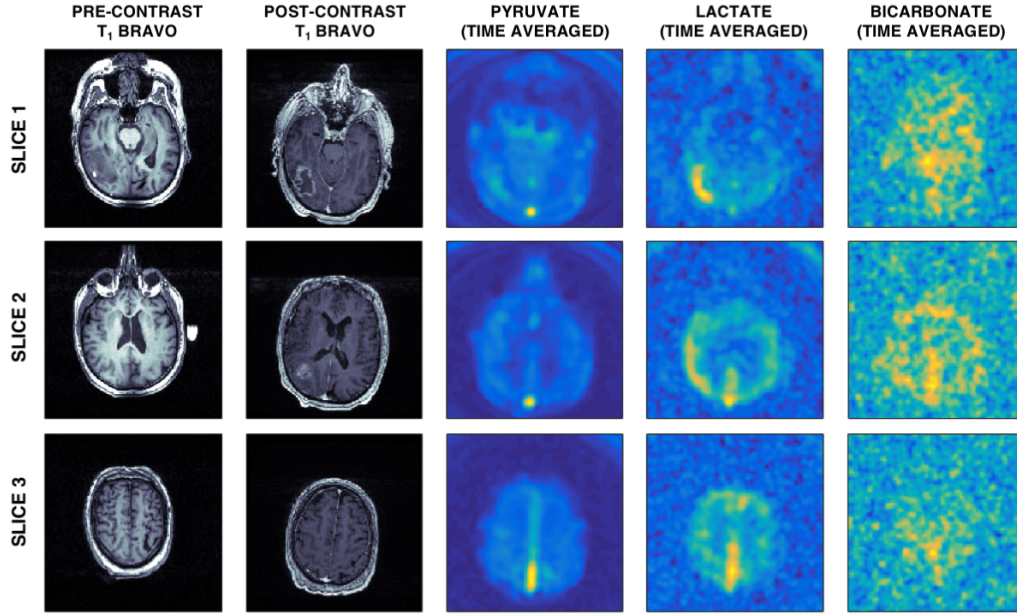 PRE-CONTRAST
T₁ BRAVO
POST-CONTRAST
T₁ BRAVO
PYRUVATE
(TIME AVERAGED)
LACTATE
(TIME AVERAGED)
BICARBONATE
(TIME AVERAGED)
SLICE 1
SLICE 2
SLICE 3